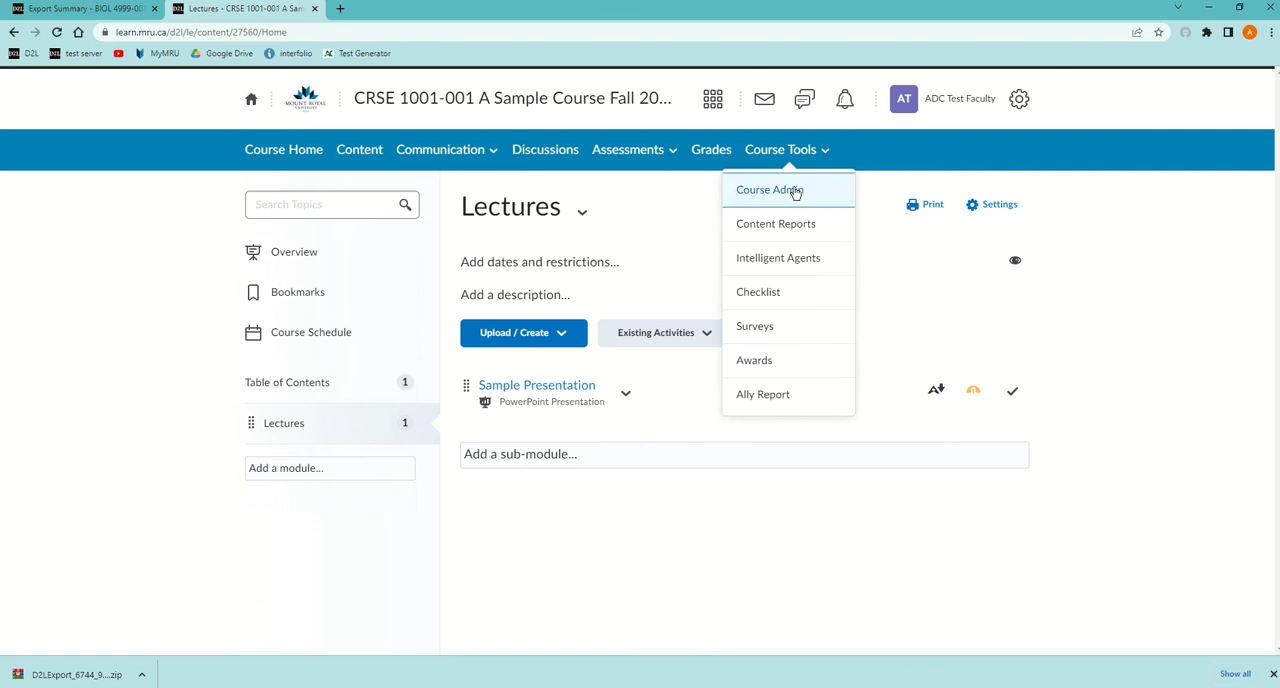 D2L Export Summary - BIOL 4999-00
D2L Lectures - CRSE 1001-001 A Sam
learn.mru.ca/d2l/le/content/27560/Home
A
D2L D2L
D2L test server
MyMRU
Google Drive
interfolio
Test Generator
MOUNT ROYAL
UNIVERSITY
CRSE 1001-001 A Sample Course Fall 20...
AT
ADC Test Faculty
Course Home
Content
Communication
Discussions
Assessments
Grades
Course Tools
Search Topics
Overview
Bookmarks
Course Schedule
Table of Contents 1
Lectures 1
Add a module...
Lectures
Print
Settings
Add dates and restrictions...
Add a description...
Upload / Create
Existing Activities
Sample Presentation
PowerPoint Presentation
Add a sub-module...
Course Admin
Content Reports
Intelligent Agents
Checklist
Surveys
Awards
Ally Report
D2LExport_6744_9....zip
Show all